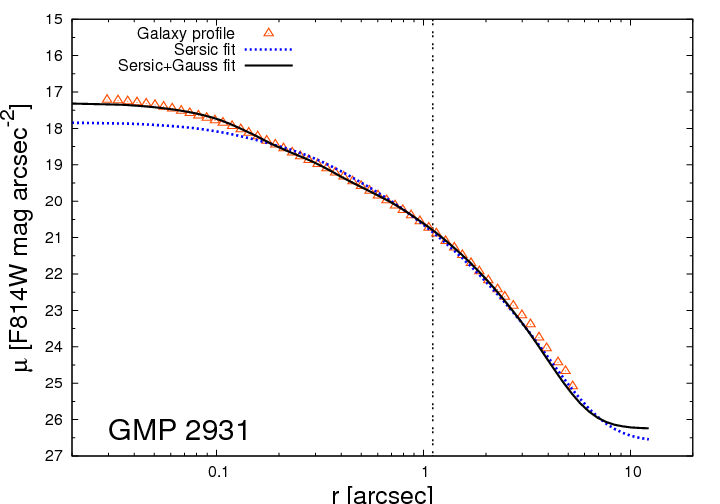 Galaxy profile
Sersic fit
Sersic+Gauss fit
15
16
17
18
19
20
21
22
23
24
25
26
27
μ [F814W mag arcsec⁻²]
GMP 2931
0.1 1 10
r [arcsec]